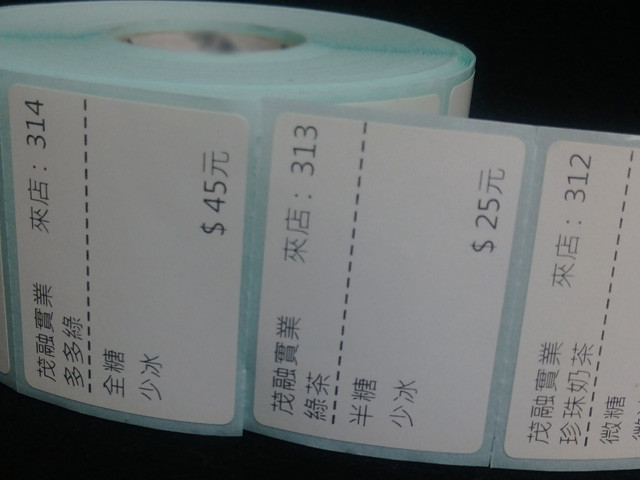 茂融實業 來店：314
多多綠
全糖
少冰
$ 45元
茂融實業 來店：313
綠茶
半糖
少冰
$ 25元
茂融實業 來店：312
珍珠奶茶
微糖